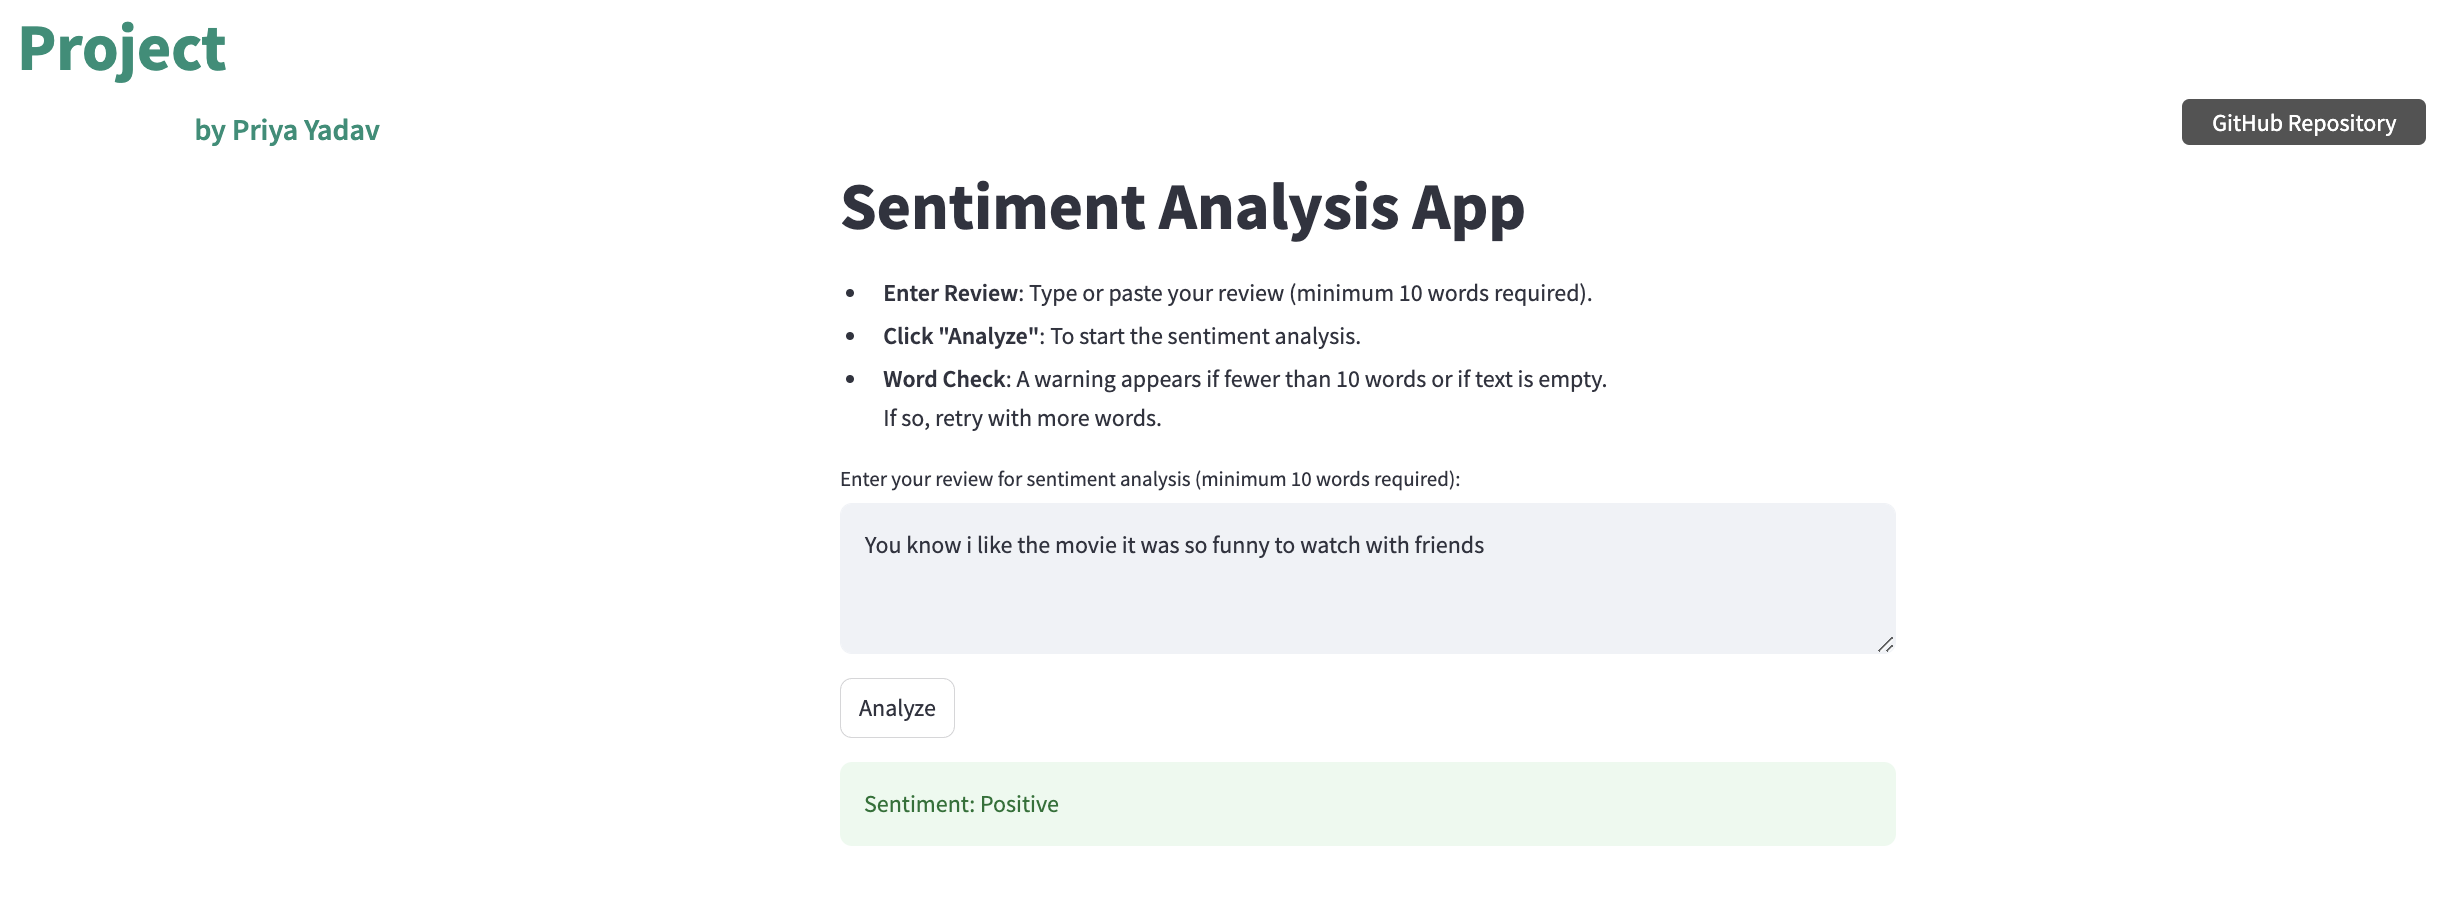 Project
by Priya Yadav
GitHub Repository
Sentiment Analysis App
• Enter Review: Type or paste your review (minimum 10 words required).
• Click "Analyze": To start the sentiment analysis.
• Word Check: A warning appears if fewer than 10 words or if text is empty.
If so, retry with more words.
Enter your review for sentiment analysis (minimum 10 words required):
You know i like the movie it was so funny to watch with friends
Analyze
Sentiment: Positive